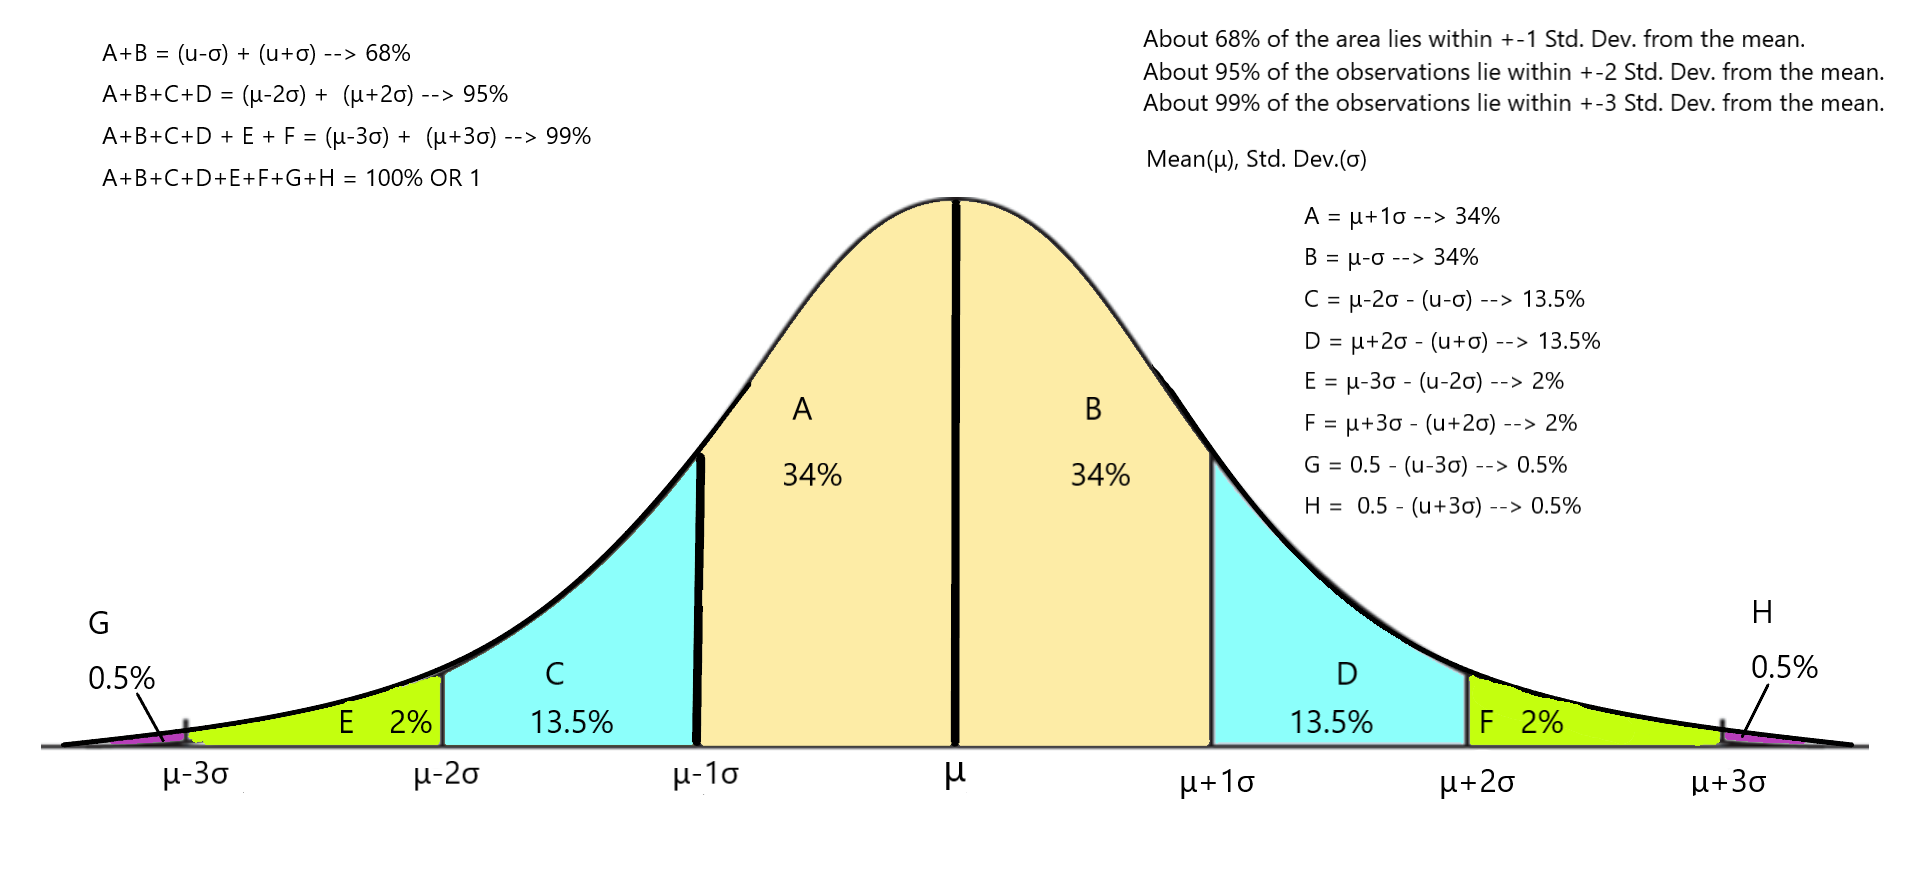 A+B = (u-σ) + (u+σ) --> 68%
A+B+C+D = (μ-2σ) +  (μ+2σ) --> 95%
A+B+C+D + E + F = (μ-3σ) +  (μ+3σ) --> 99%
A+B+C+D+E+F+G+H = 100% OR 1
About 68% of the area lies within +-1 Std. Dev. from the mean.
About 95% of the observations lie within +-2 Std. Dev. from the mean.
About 99% of the observations lie within +-3 Std. Dev. from the mean.
Mean(μ), Std. Dev.(σ)
A = μ+1σ --> 34%
B = μ-σ --> 34%
C = μ-2σ - (u-σ) --> 13.5%
D = μ+2σ - (u+σ) --> 13.5%
E = μ-3σ - (u-2σ) --> 2%
F = μ+3σ - (u+2σ) --> 2%
G = 0.5 - (u-3σ) --> 0.5%
H =  0.5 - (u+3σ) --> 0.5%
A
34%
B
34%
G
0.5%
E 2%
C
13.5%
D
13.5%
F 2%
H
0.5%
μ-3σ
μ-2σ
μ-1σ
μ
μ+1σ
μ+2σ
μ+3σ